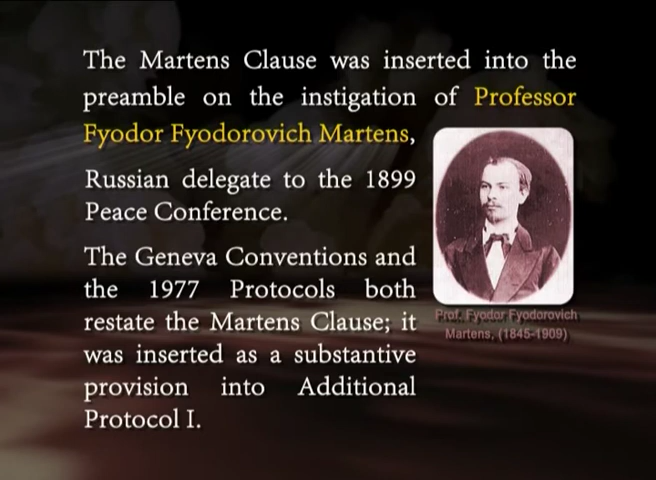 The Martens Clause was inserted into the
preamble on the instigation of Professor
Fyodor Fyodorovich Martens,
Russian delegate to the 1899
Peace Conference.
The Geneva Conventions and
the 1977 Protocols both
restate the Martens Clause; it
was inserted as a substantive
provision into Additional
Protocol I.
Prof. Fyodor Fyodorovich
Martens, (1845-1909)